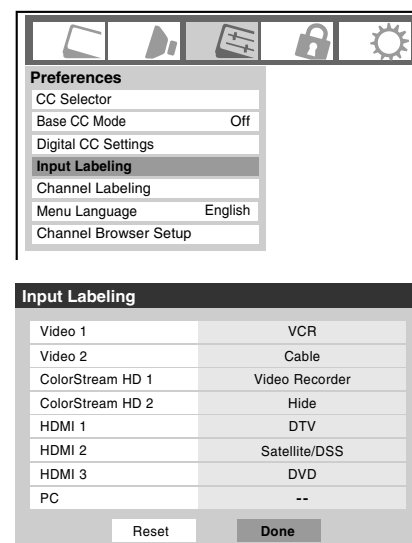 Preferences
CC Selector
Base CC Mode Off
Digital CC Settings
Input Labeling
Channel Labeling
Menu Language English
Channel Browser Setup
Input Labeling
Video 1 VCR
Video 2 Cable
ColorStream HD 1 Video Recorder
ColorStream HD 2 Hide
HDMI 1 DTV
HDMI 2 Satellite/DSS
HDMI 3 DVD
PC --
Reset Done